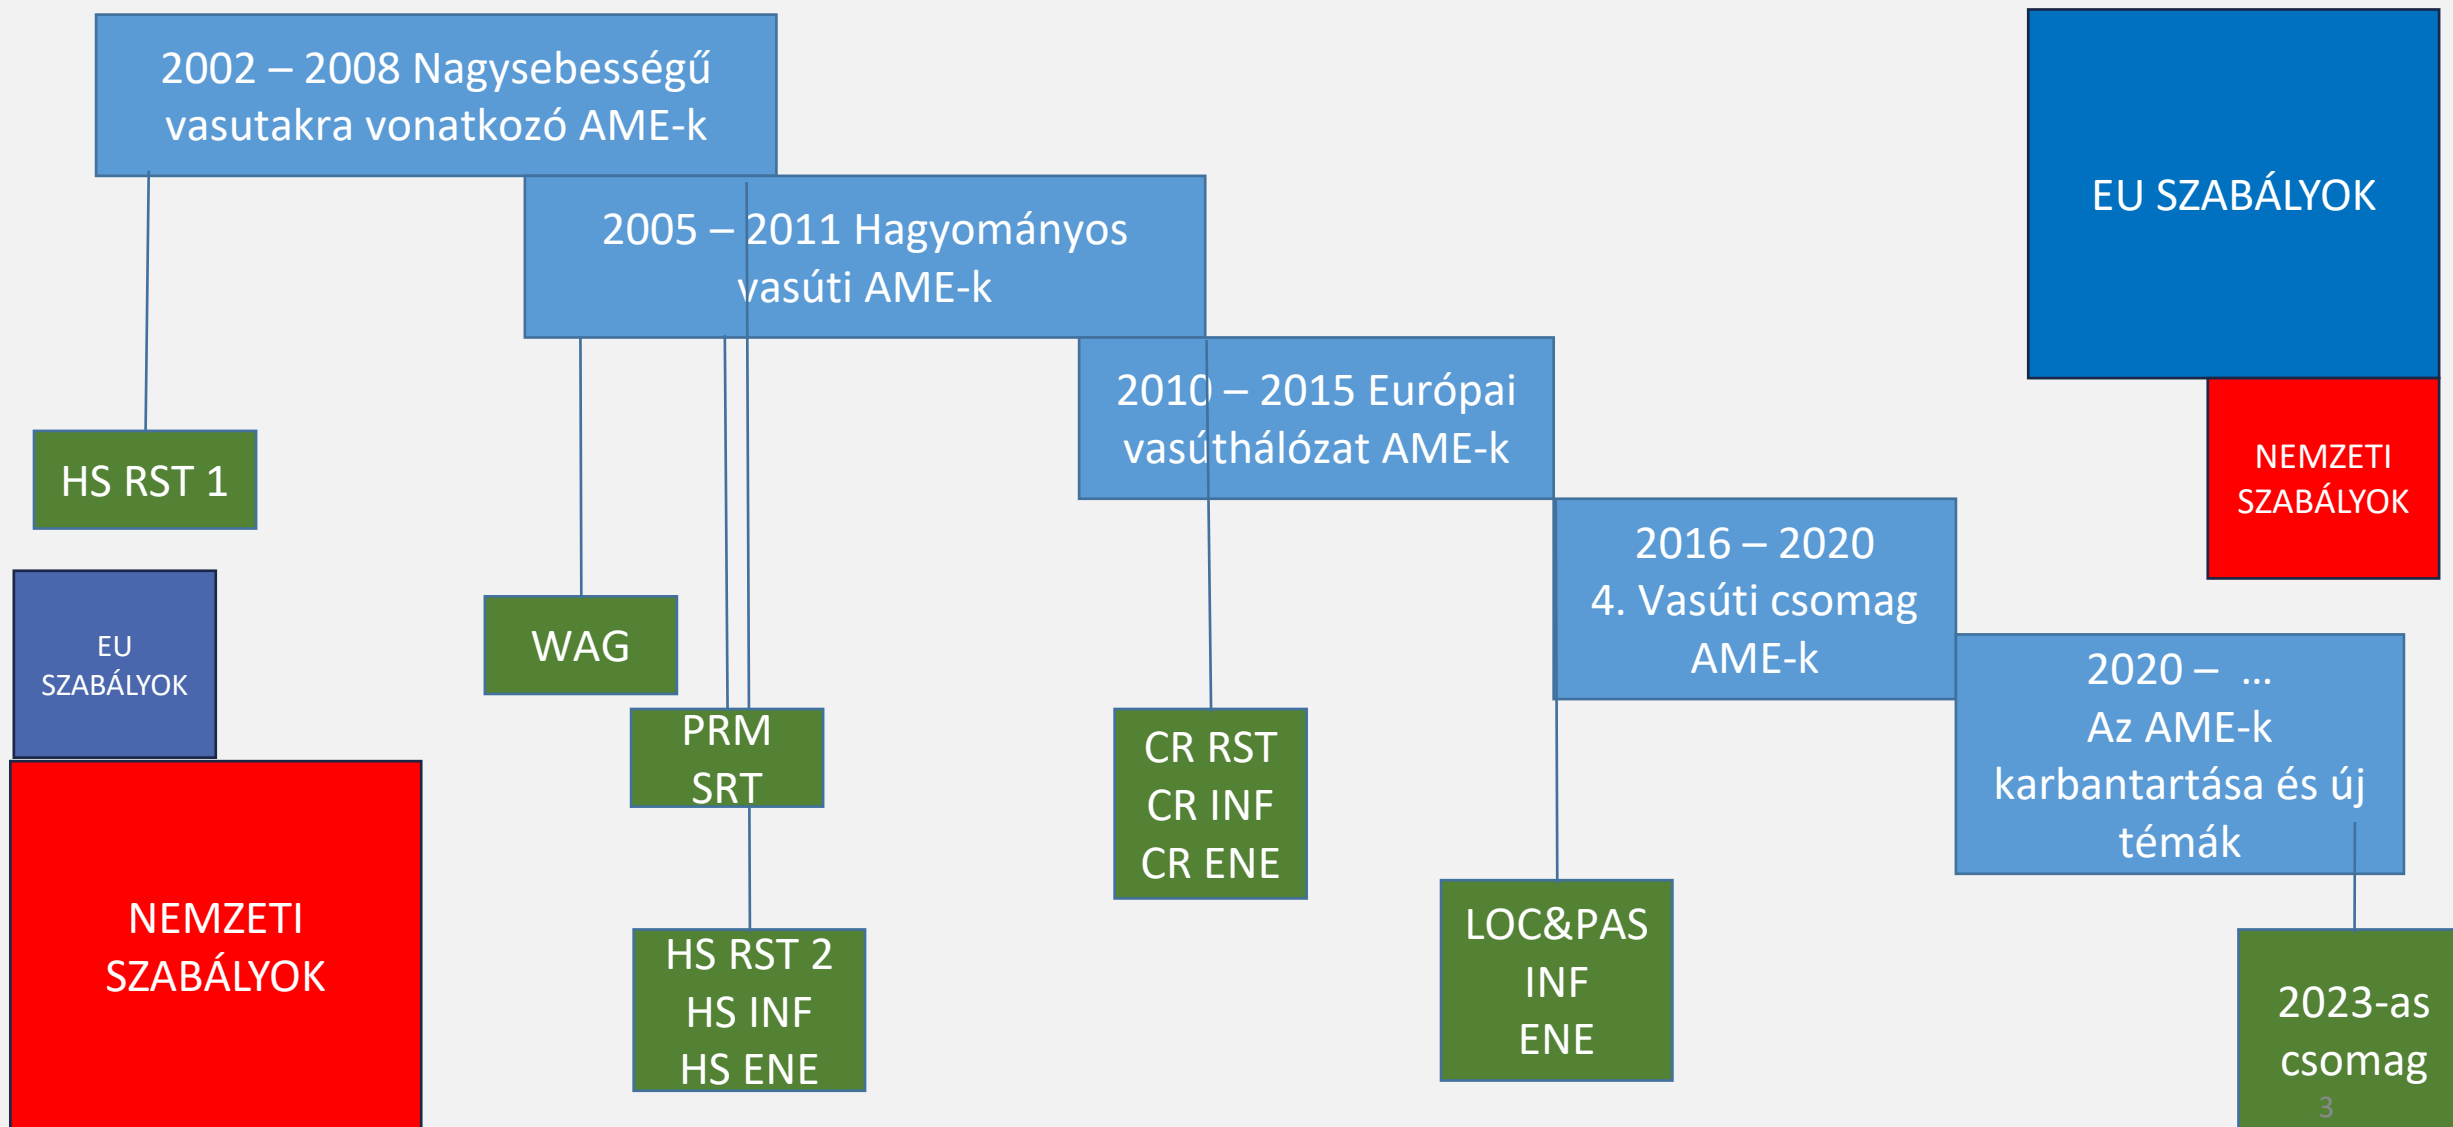 2002 – 2008 Nagysebességű
vasutakra vonatkozó AME-k
EU SZABÁLYOK
2005 – 2011 Hagyományos
vasúti AME-k
2010 – 2015 Európai
vasúthálózat AME-k
NEMZETI
SZABÁLYOK
HS RST 1
2016 – 2020
4. Vasúti csomag
AME-k
EU
SZABÁLYOK
WAG
2020 – ...
Az AME-k
karbantartása és új
témák
PRM
SRT
CR RST
CR INF
CR ENE
NEMZETI
SZABÁLYOK
HS RST 2
HS INF
HS ENE
LOC&PAS
INF
ENE
2023-as
csomag
3